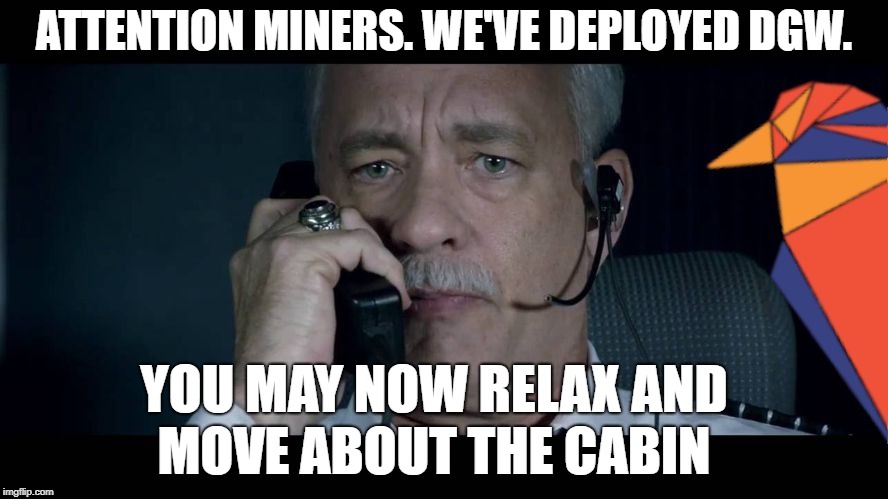 ATTENTION MINERS. WE'VE DEPLOYED DGW.
YOU MAY NOW RELAX AND
MOVE ABOUT THE CABIN
imgflip.com